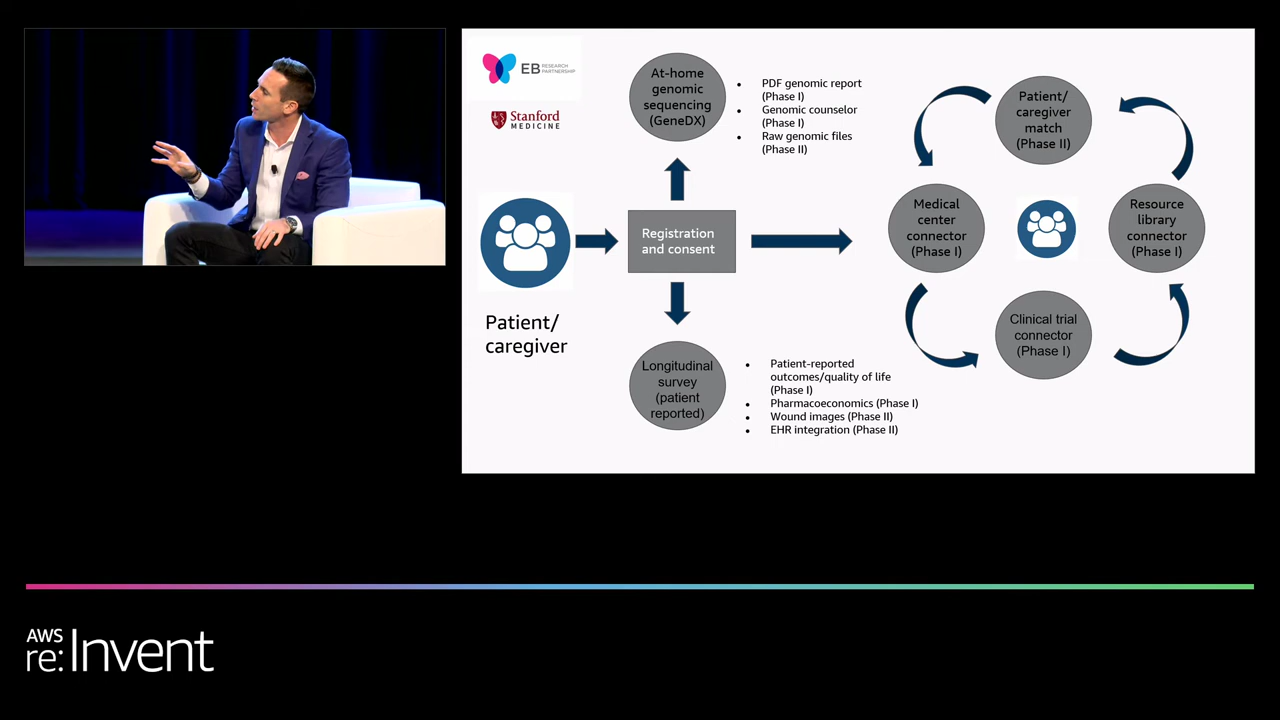 EB RESEARCH
PARTNERSHIP
Stanford
MEDICINE
Patient/
caregiver
Registration
and consent
At-home
genomic
sequencing
(GeneDX)
• PDF genomic report
(Phase I)
• Genomic counselor
(Phase I)
• Raw genomic files
(Phase II)
Longitudinal
survey
(patient
reported)
• Patient-reported
outcomes/quality of life
(Phase I)
• Pharmacoeconomics (Phase I)
• Wound images (Phase II)
• EHR integration (Phase II)
Patient/
caregiver
match
(Phase II)
Medical
center
connector
(Phase I)
Resource
library
connector
(Phase I)
Clinical trial
connector
(Phase I)
AWS
re:Invent